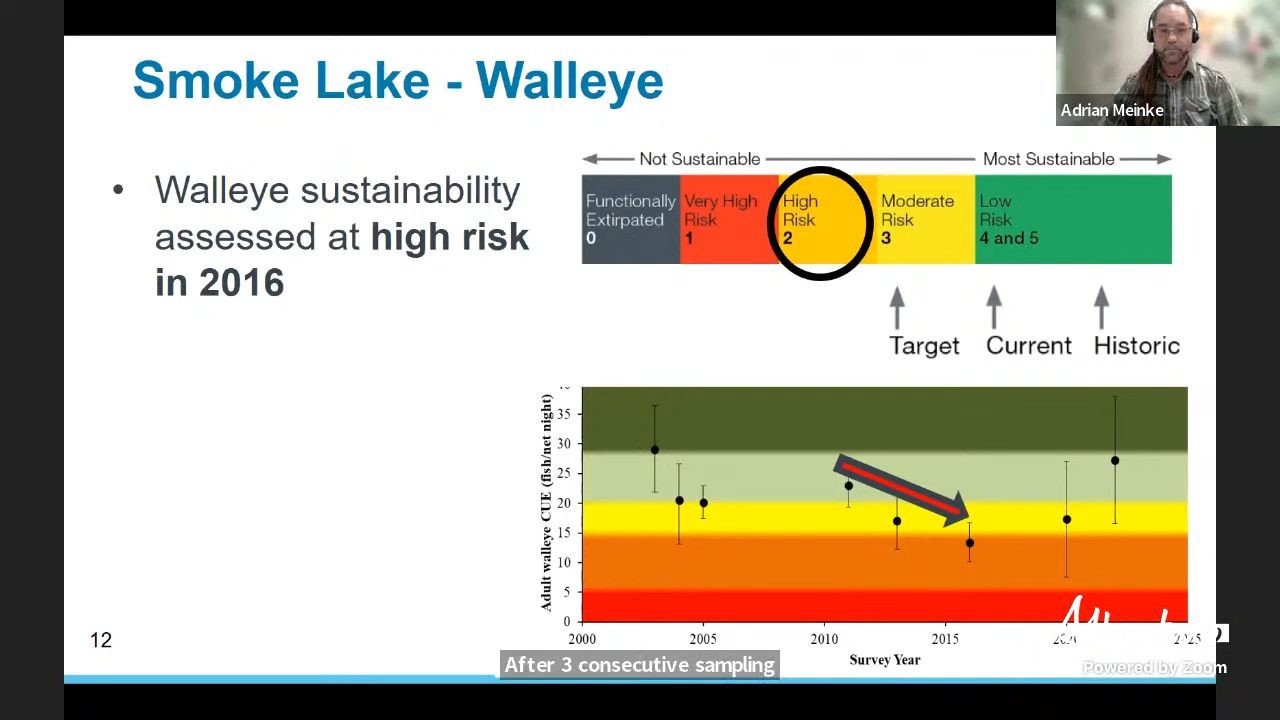 Smoke Lake - Walleye
Adrian Meinke
• Walleye sustainability
assessed at high risk
in 2016
Not Sustainable
Most Sustainable
Functionally
Extirpated
0
Very High
Risk
1
High
Risk
2
Moderate
Risk
3
Low
Risk
4 and 5
Target
Current
Historic
Adult walleye CUE (fish/net night)
35
30
25
20
15
10
5
0
2000
2005
2010
2015
Survey Year
12
After 3 consecutive sampling
Powered by Zoom